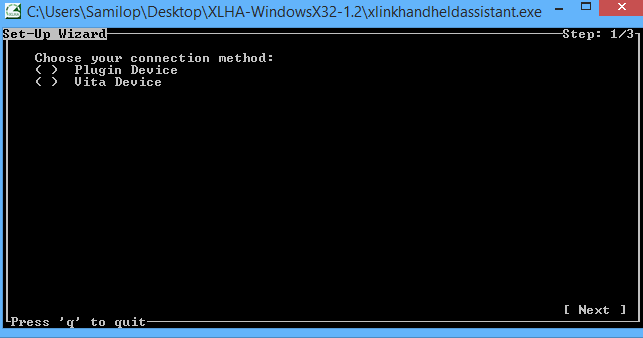 C:\Users\Samilop\Desktop\XLHA-WindowsX32-1.2\xlinkhandheldassistant.exe
Set-Up Wizard Step: 1/3
Choose your connection method:
( ) Plugin Device
( ) Vita Device
[ Next ]
Press 'q' to quit